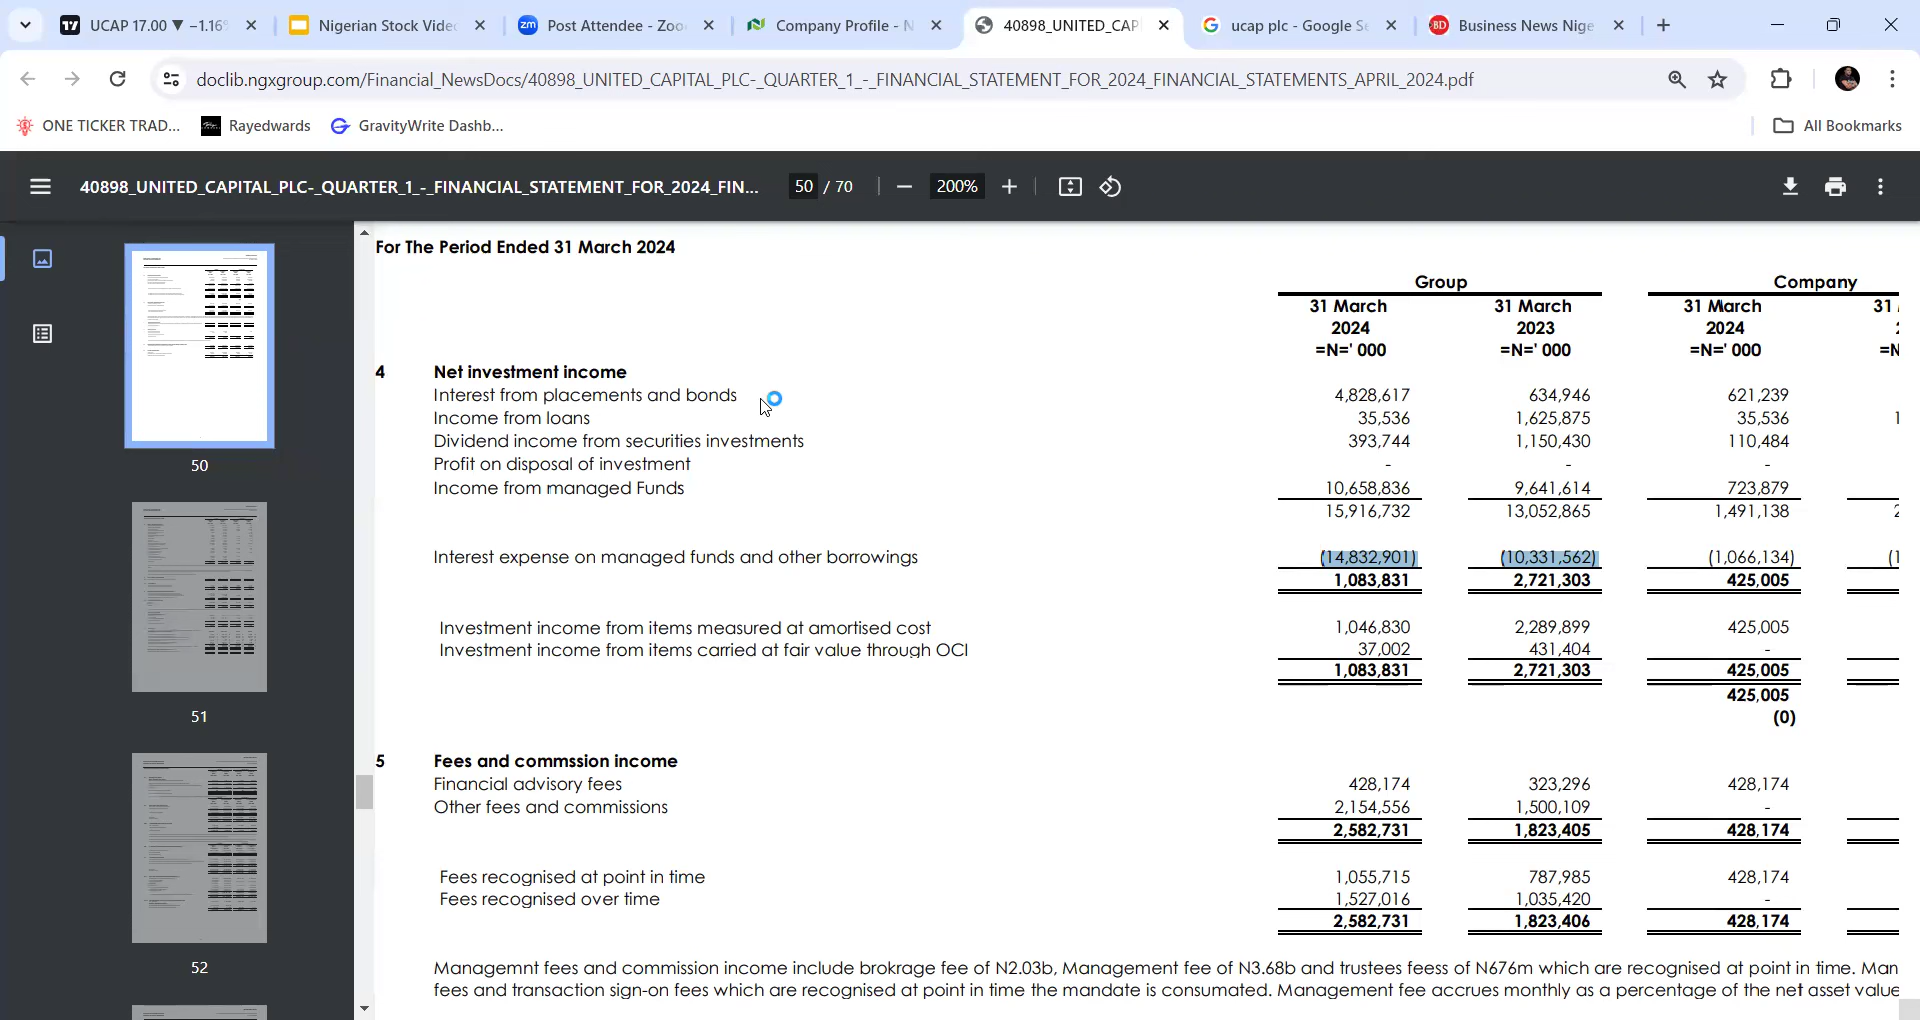 UCAP 17.00 ▼ −1.16
Nigerian Stock Vide
Post Attendee - Zoo
Company Profile - N
40898_UNITED_CAP
ucap plc - Google Se
Business News Nige
doclib.ngxgroup.com/Financial_NewsDocs/40898_UNITED_CAPITAL_PLC-_QUARTER_1_-_FINANCIAL_STATEMENT_FOR_2024_FINANCIAL_STATEMENTS_APRIL_2024.pdf
ONE TICKER TRAD...
Rayedwards
GravityWrite Dashb...
All Bookmarks
40898_UNITED_CAPITAL_PLC-_QUARTER_1_-_FINANCIAL_STATEMENT_FOR_2024_FIN...
50 / 70
200%
50
51
52
For The Period Ended 31 March 2024
Group Company
31 March 31 March 31 March 31
2024 2023 2024
=N=' 000 =N=' 000 =N=' 000 =N
4 Net investment income
Interest from placements and bonds 4,828,617 634,946 621,239
Income from loans 35,536 1,625,875 35,536 1
Dividend income from securities investments 393,744 1,150,430 110,484
Profit on disposal of investment - - -
Income from managed Funds 10,658,836 9,641,614 723,879
15,916,732 13,052,865 1,491,138 2
Interest expense on managed funds and other borrowings (14,832,901) (10,331,562) (1,066,134) (1
1,083,831 2,721,303 425,005
Investment income from items measured at amortised cost 1,046,830 2,289,899 425,005
Investment income from items carried at fair value through OCI 37,002 431,404 -
1,083,831 2,721,303 425,005
425,005
(0)
5 Fees and commssion income
Financial advisory fees 428,174 323,296 428,174
Other fees and commissions 2,154,556 1,500,109 -
2,582,731 1,823,405 428,174
Fees recognised at point in time 1,055,715 787,985 428,174
Fees recognised over time 1,527,016 1,035,420 -
2,582,731 1,823,406 428,174
Managemnt fees and commission income include brokrage fee of N2.03b, Management fee of N3.68b and trustees feess of N676m which are recognised at point in time. Man
fees and transaction sign-on fees which are recognised at point in time the mandate is consumated. Management fee accrues monthly as a percentage of the net asset value